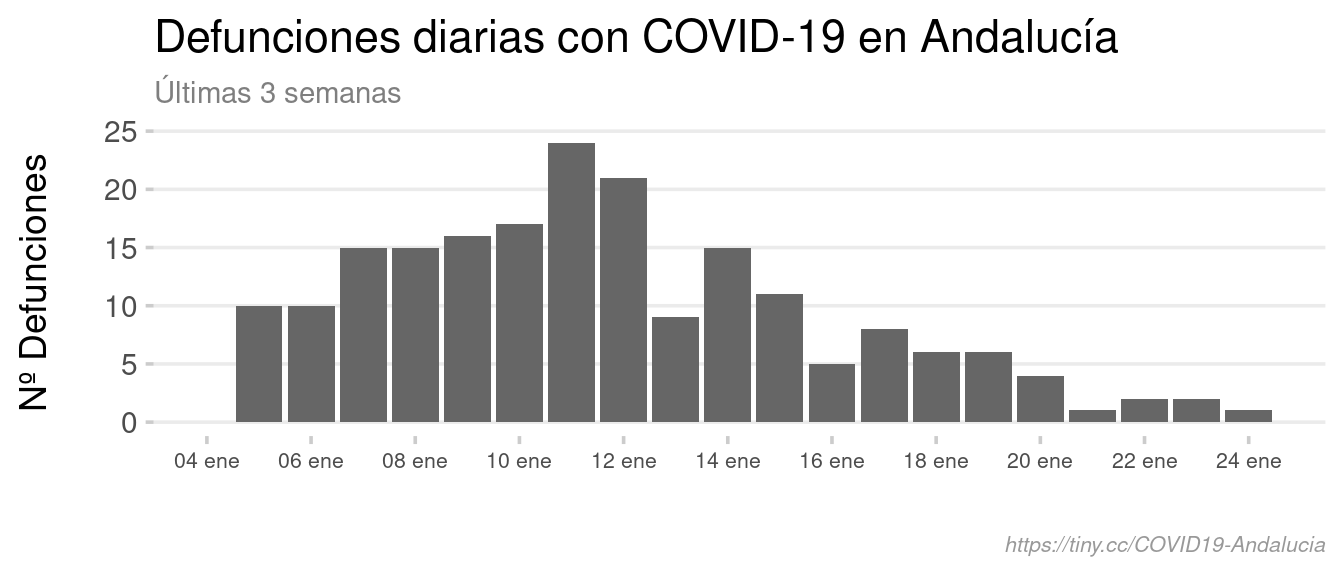 Defunciones diarias con COVID-19 en Andalucía
Últimas 3 semanas
Nº Defunciones
25
20
15
10
5
0
04 ene 06 ene 08 ene 10 ene 12 ene 14 ene 16 ene 18 ene 20 ene 22 ene 24 ene
https://tiny.cc/COVID19-Andalucia